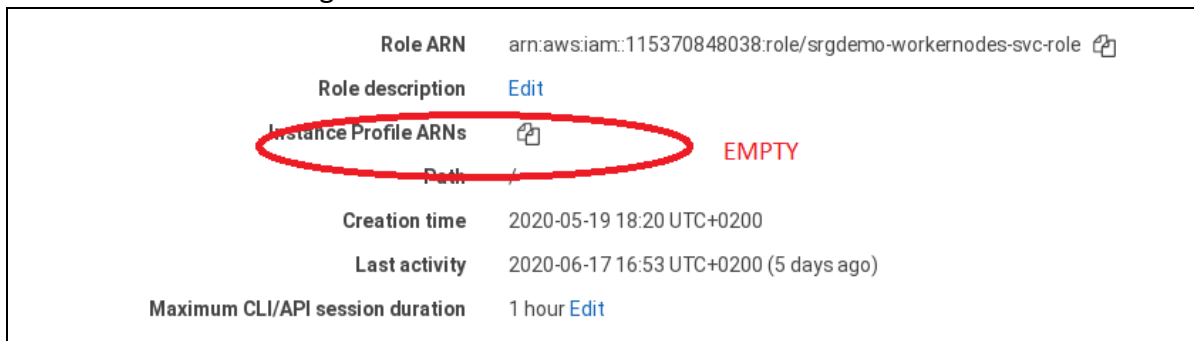 Role ARN arn:aws:iam::115370848038:role/srgdemo-workernodes-svc-role
Role description Edit
Instance Profile ARNs EMPTY
Path /
Creation time 2020-05-19 18:20 UTC+0200
Last activity 2020-06-17 16:53 UTC+0200 (5 days ago)
Maximum CLI/API session duration 1 hour Edit